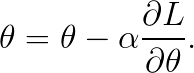 θ = θ − α ∂L/∂θ.